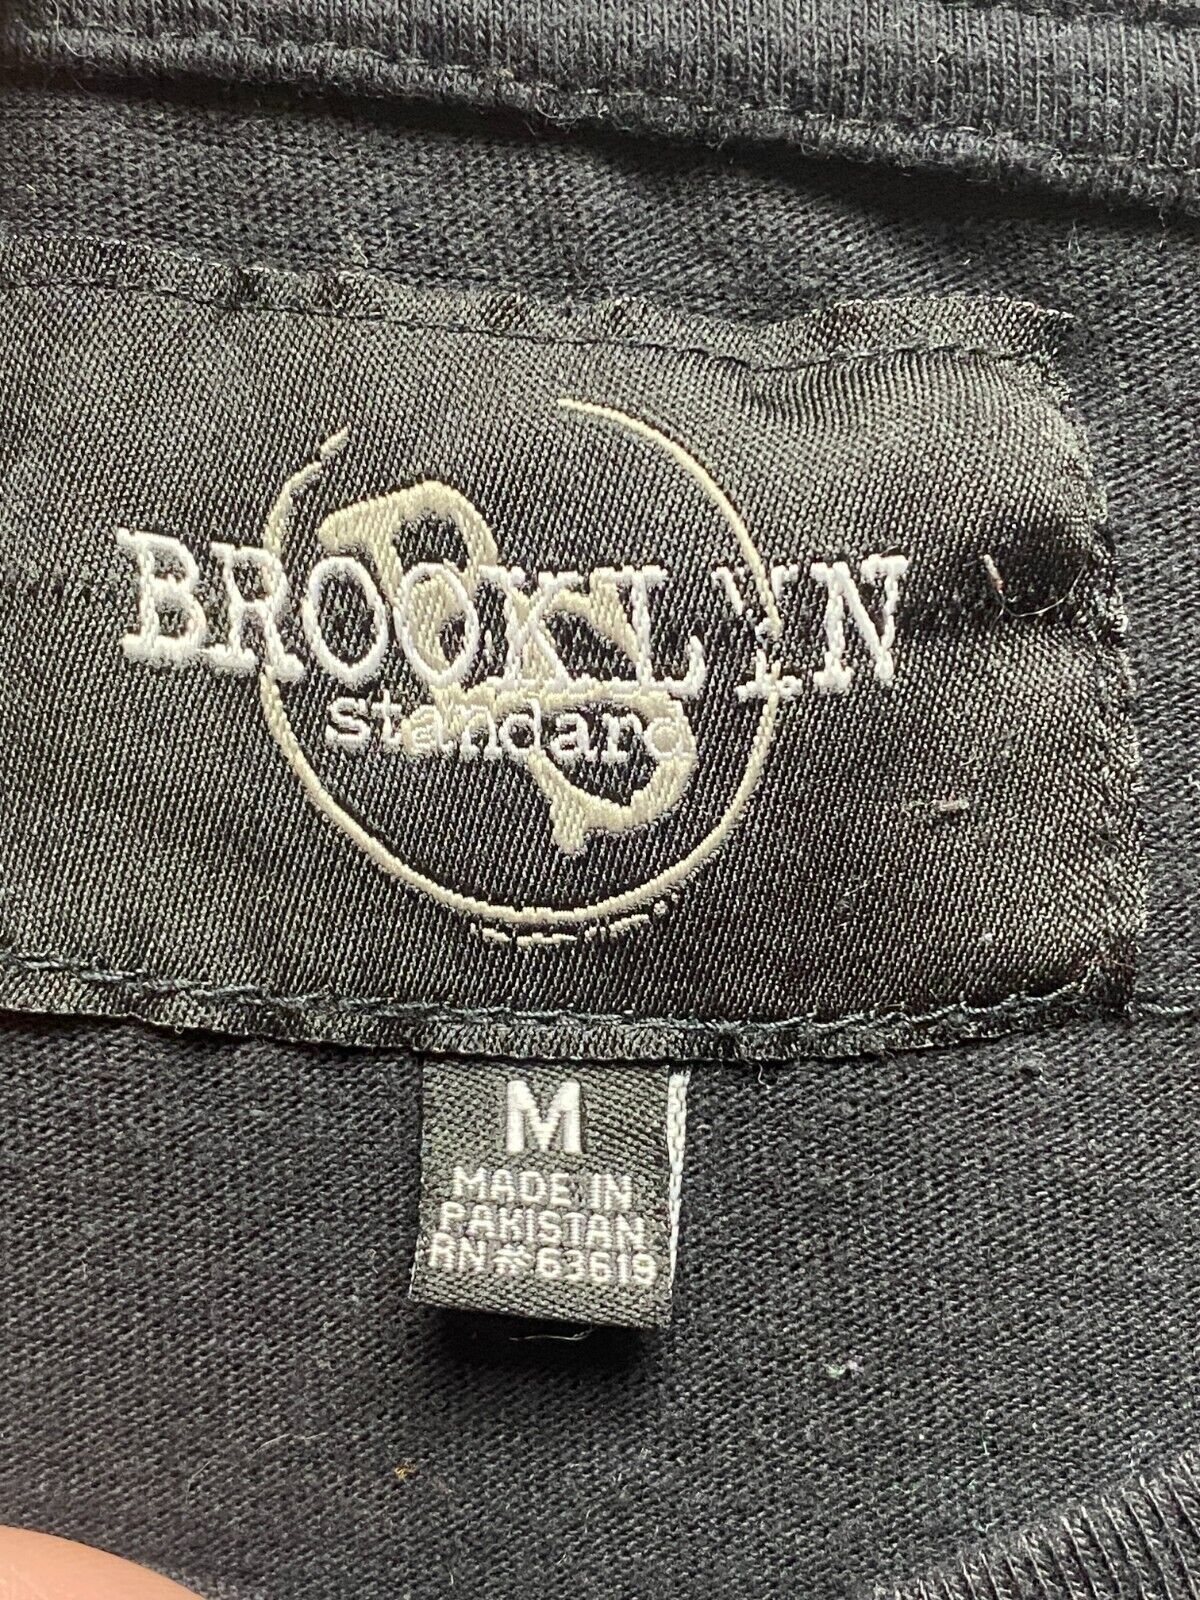 BROOKLYN
standard
M
MADE IN
PAKISTAN
RN#63619